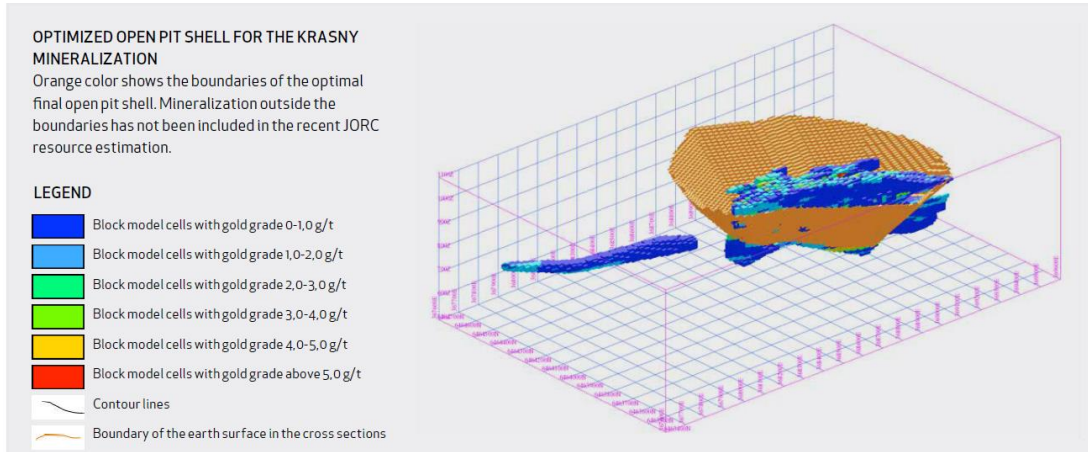 OPTIMIZED OPEN PIT SHELL FOR THE KRASNY
MINERALIZATION
Orange color shows the boundaries of the optimal
final open pit shell. Mineralization outside the
boundaries has not been included in the recent JORC
resource estimation.
LEGEND
Block model cells with gold grade 0-1,0 g/t
Block model cells with gold grade 1,0-2,0 g/t
Block model cells with gold grade 2,0-3,0 g/t
Block model cells with gold grade 3,0-4,0 g/t
Block model cells with gold grade 4,0-5,0 g/t
Block model cells with gold grade above 5,0 g/t
Contour lines
Boundary of the earth surface in the cross sections